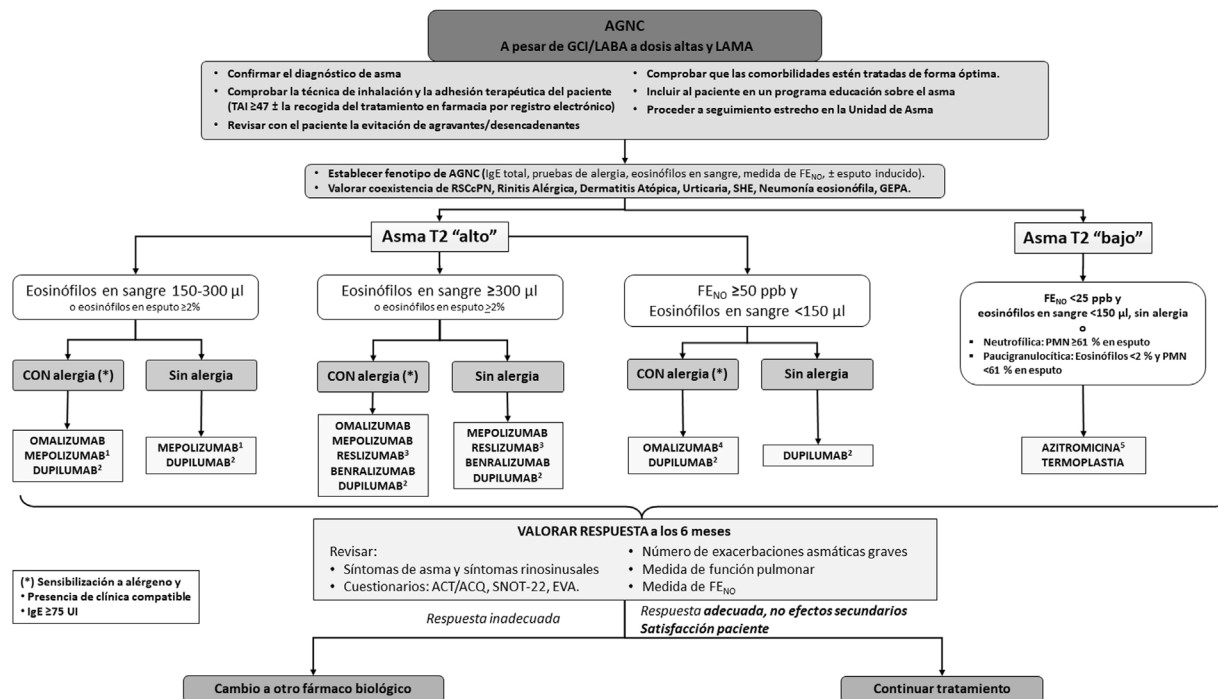 AGNC
A pesar de GCI/LABA a dosis altas y LAMA
• Confirmar el diagnóstico de asma
• Comprobar la técnica de inhalación y la adhesión terapéutica del paciente
(TAI ≥47 ± la recogida del tratamiento en farmacia por registro electrónico)
• Revisar con el paciente la evitación de agravantes/desencadenantes
• Comprobar que las comorbilidades estén tratadas de forma óptima.
• Incluir al paciente en un programa educación sobre el asma
• Proceder a seguimiento estrecho en la Unidad de Asma
• Establecer fenotipo de AGNC (IgE total, pruebas de alergia, eosinófilos en sangre, medida de FE_NO, ± esputo inducido).
• Valorar coexistencia de RSCcPN, Rinitis Alérgica, Dermatitis Atópica, Urticaria, SHE, Neumonía eosionófila, GEPA.
Asma T2 “alto”
Asma T2 “bajo”
Eosinófilos en sangre 150-300 µl
o eosinófilos en esputo ≥2%
Eosinófilos en sangre ≥300 µl
o eosinófilos en esputo ≥2%
FE_NO ≥50 ppb y
Eosinófilos en sangre <150 µl
FE_NO <25 ppb y
eosinófilos en sangre <150 µl, sin alergia
o
▪ Neutrofílica: PMN ≥61 % en esputo
▪ Paucigranulocítica: Eosinófilos <2 % y PMN
<61 % en esputo
CON alergia (*)
Sin alergia
CON alergia (*)
Sin alergia
CON alergia (*)
Sin alergia
OMALIZUMAB
MEPOLIZUMAB¹
DUPILUMAB²
MEPOLIZUMAB¹
DUPILUMAB²
OMALIZUMAB
MEPOLIZUMAB
RESLIZUMAB³
BENRALIZUMAB
DUPILUMAB²
MEPOLIZUMAB
RESLIZUMAB³
BENRALIZUMAB
DUPILUMAB²
OMALIZUMAB⁴
DUPILUMAB²
DUPILUMAB²
AZITROMICINA⁵
TERMOPLASTIA
VALORAR RESPUESTA a los 6 meses
Revisar:
• Síntomas de asma y síntomas rinosinusales
• Cuestionarios: ACT/ACQ, SNOT-22, EVA.
• Número de exacerbaciones asmáticas graves
• Medida de función pulmonar
• Medida de FE_NO
(*) Sensibilización a alérgeno y
• Presencia de clínica compatible
• IgE ≥75 UI
Respuesta inadecuada
Respuesta adecuada, no efectos secundarios
Satisfacción paciente
Cambio a otro fármaco biológico
Continuar tratamiento